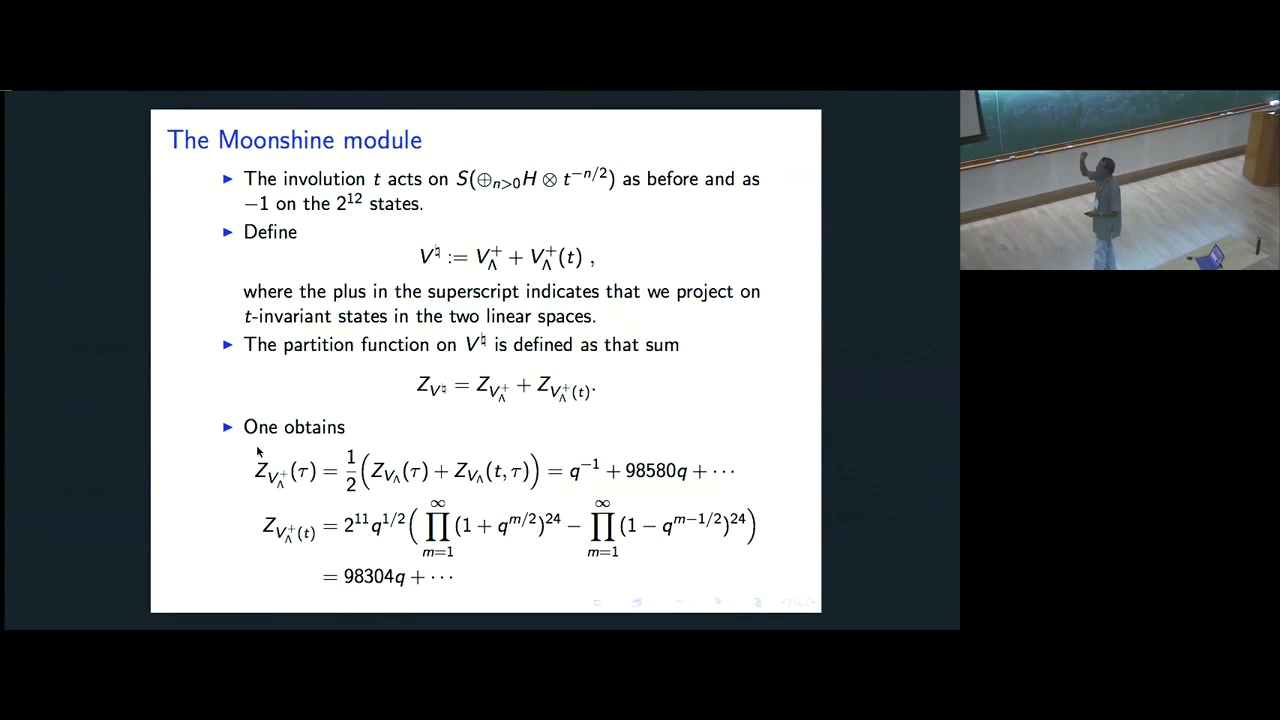 The Moonshine module
▶ The involution t acts on S(⊕_{n>0}H ⊗ t^{−n/2}) as before and as
−1 on the 2^{12} states.
▶ Define
V^♮ := V_Λ^+ + V_Λ^+(t) ,
where the plus in the superscript indicates that we project on
t-invariant states in the two linear spaces.
▶ The partition function on V^♮ is defined as that sum
Z_{V^♮} = Z_{V_Λ^+} + Z_{V_Λ^+(t)}.
▶ One obtains
Z_{V_Λ^+}(τ) = 1/2 (Z_{V_Λ}(τ) + Z_{V_Λ}(t, τ)) = q^{−1} + 98580q + ⋯
Z_{V_Λ^+(t)} = 2^{11}q^{1/2}( ∏_{m=1}^{∞} (1 + q^{m/2})^{24} − ∏_{m=1}^{∞} (1 − q^{m−1/2})^{24} )
= 98304q + ⋯